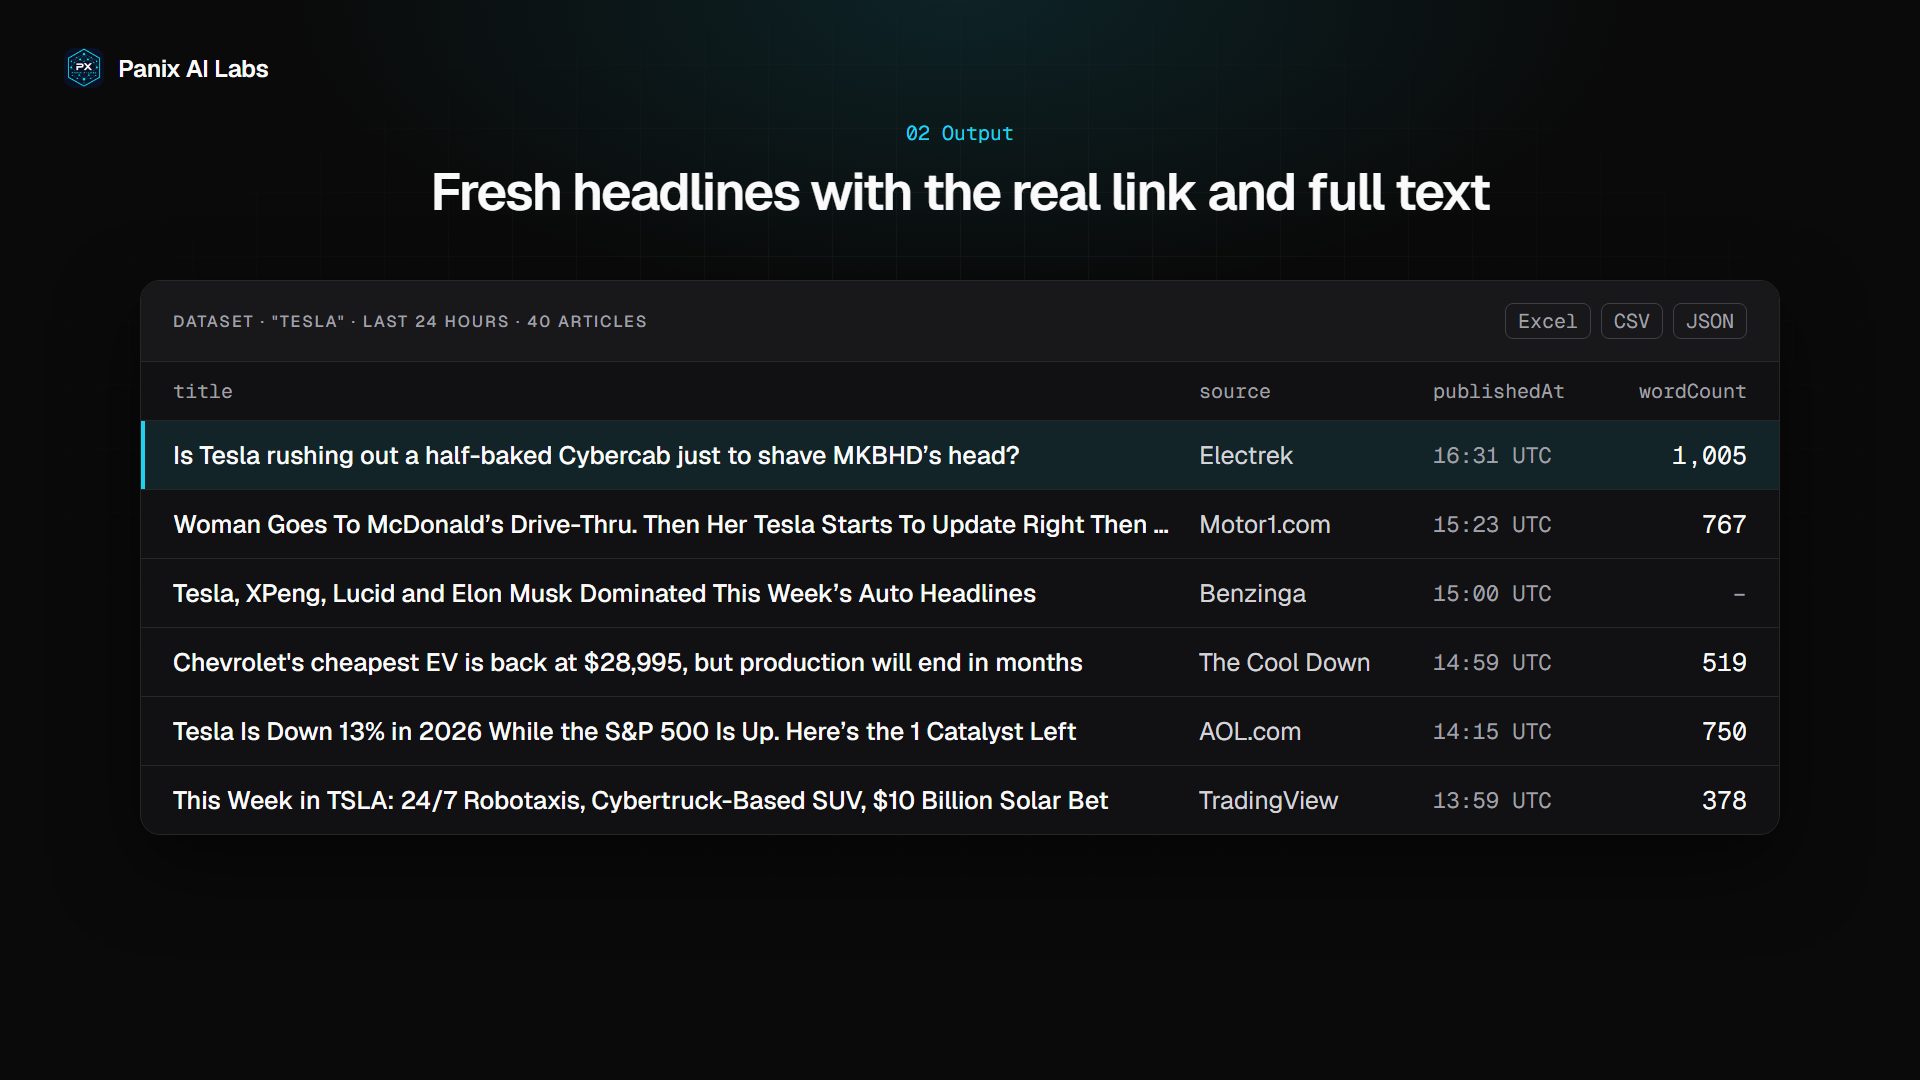 PX
Panix AI Labs
02 Output
Fresh headlines with the real link and full text
DATASET · "TESLA" · LAST 24 HOURS · 40 ARTICLES
Excel CSV JSON
title source publishedAt wordCount
Is Tesla rushing out a half-baked Cybercab just to shave MKBHD’s head? Electrek 16:31 UTC 1,005
Woman Goes To McDonald’s Drive-Thru. Then Her Tesla Starts To Update Right Then ... Motor1.com 15:23 UTC 767
Tesla, XPeng, Lucid and Elon Musk Dominated This Week’s Auto Headlines Benzinga 15:00 UTC –
Chevrolet's cheapest EV is back at $28,995, but production will end in months The Cool Down 14:59 UTC 519
Tesla Is Down 13% in 2026 While the S&P 500 Is Up. Here’s the 1 Catalyst Left AOL.com 14:15 UTC 750
This Week in TSLA: 24/7 Robotaxis, Cybertruck-Based SUV, $10 Billion Solar Bet TradingView 13:59 UTC 378